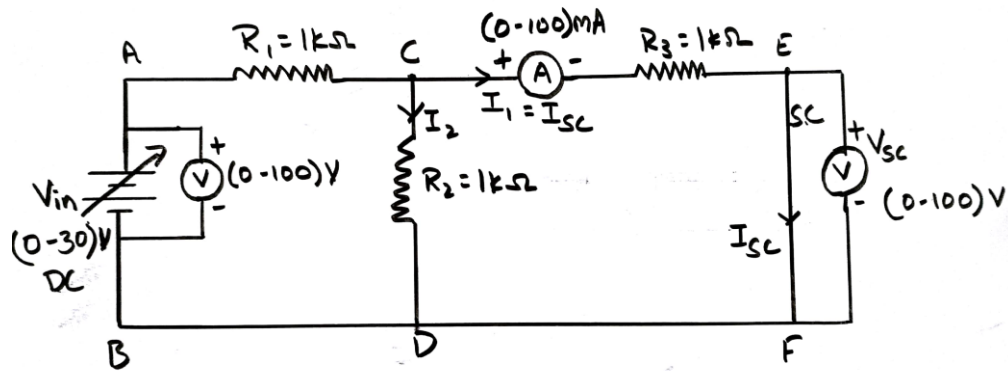 A
R₁ = 1kΩ
C
(0-100)mA
+ A -
I₁ = Isc
R₃ = 1kΩ
E
I₂
R₂ = 1kΩ
Vin
(0-30)V
DC
+
V
-
(0-100)V
SC
Isc
+
V
-
Vsc
(0-100)V
B
D
F